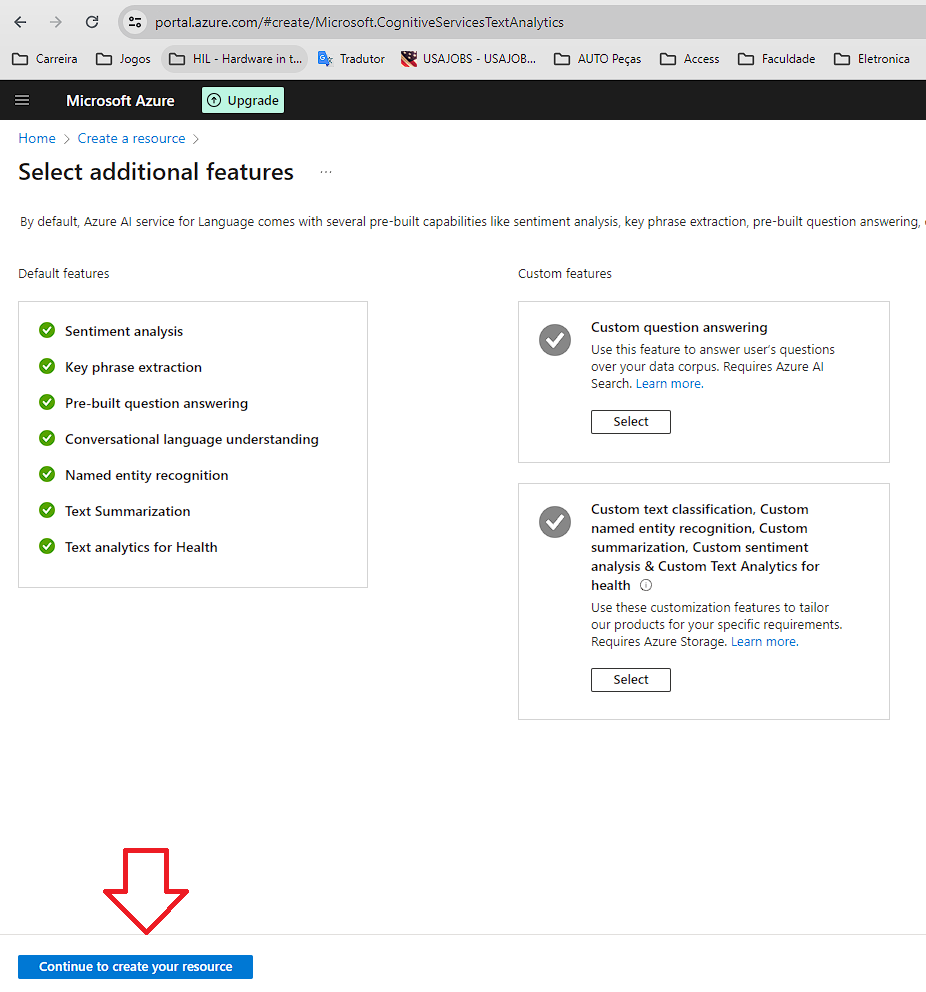 portal.azure.com/#create/Microsoft.CognitiveServicesTextAnalytics
Carreira Jogos HIL - Hardware in t... Tradutor USAJOBS - USAJOB... AUTO Peças Access Faculdade Eletronica
Microsoft Azure Upgrade
Home > Create a resource >
Select additional features ...
By default, Azure AI service for Language comes with several pre-built capabilities like sentiment analysis, key phrase extraction, pre-built question answering,
Default features
Sentiment analysis
Key phrase extraction
Pre-built question answering
Conversational language understanding
Named entity recognition
Text Summarization
Text analytics for Health
Custom features
Custom question answering
Use this feature to answer user's questions
over your data corpus. Requires Azure AI
Search. Learn more.
Select
Custom text classification, Custom
named entity recognition, Custom
summarization, Custom sentiment
analysis & Custom Text Analytics for
health
Use these customization features to tailor
our products for your specific requirements.
Requires Azure Storage. Learn more.
Select
Continue to create your resource